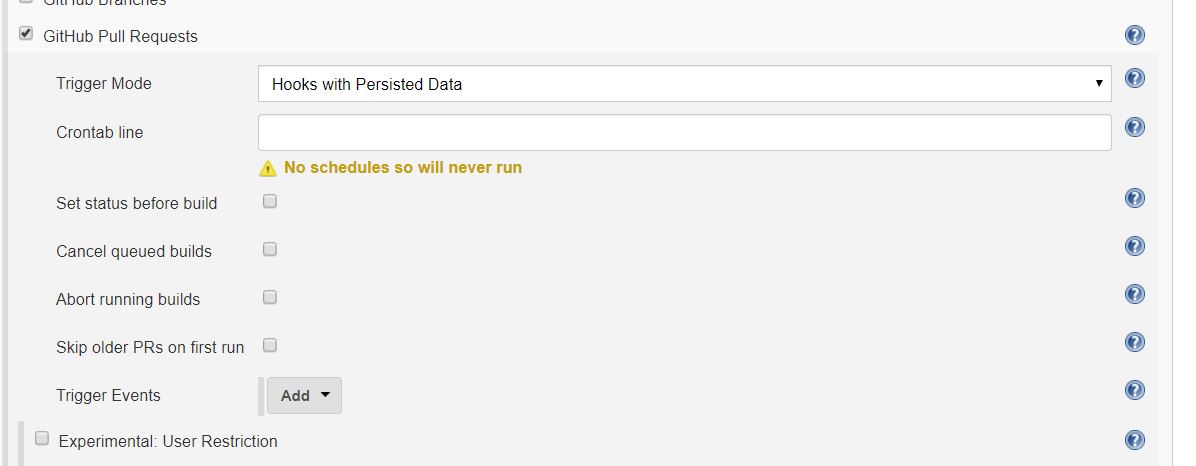 GitHub Branches
GitHub Pull Requests
Trigger Mode
Hooks with Persisted Data
Crontab line
No schedules so will never run
Set status before build
Cancel queued builds
Abort running builds
Skip older PRs on first run
Trigger Events
Add
Experimental: User Restriction